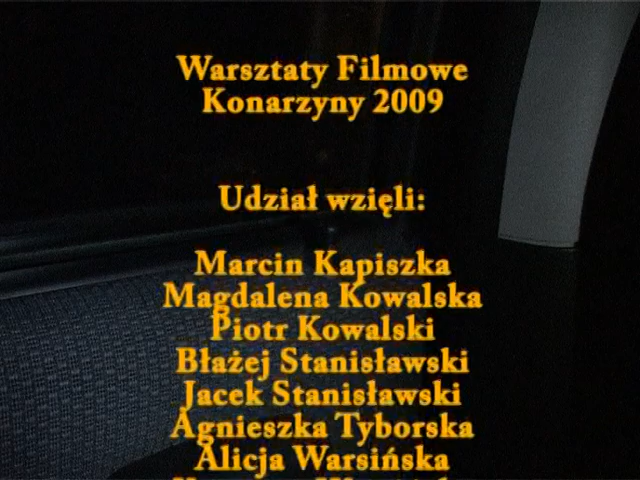 Warsztaty Filmowe
Konarzyny 2009
Udział wzięli:
Marcin Kapiszka
Magdalena Kowalska
Piotr Kowalski
Błażej Stanisławski
Jacek Stanisławski
Agnieszka Tyborska
Alicja Warsińska